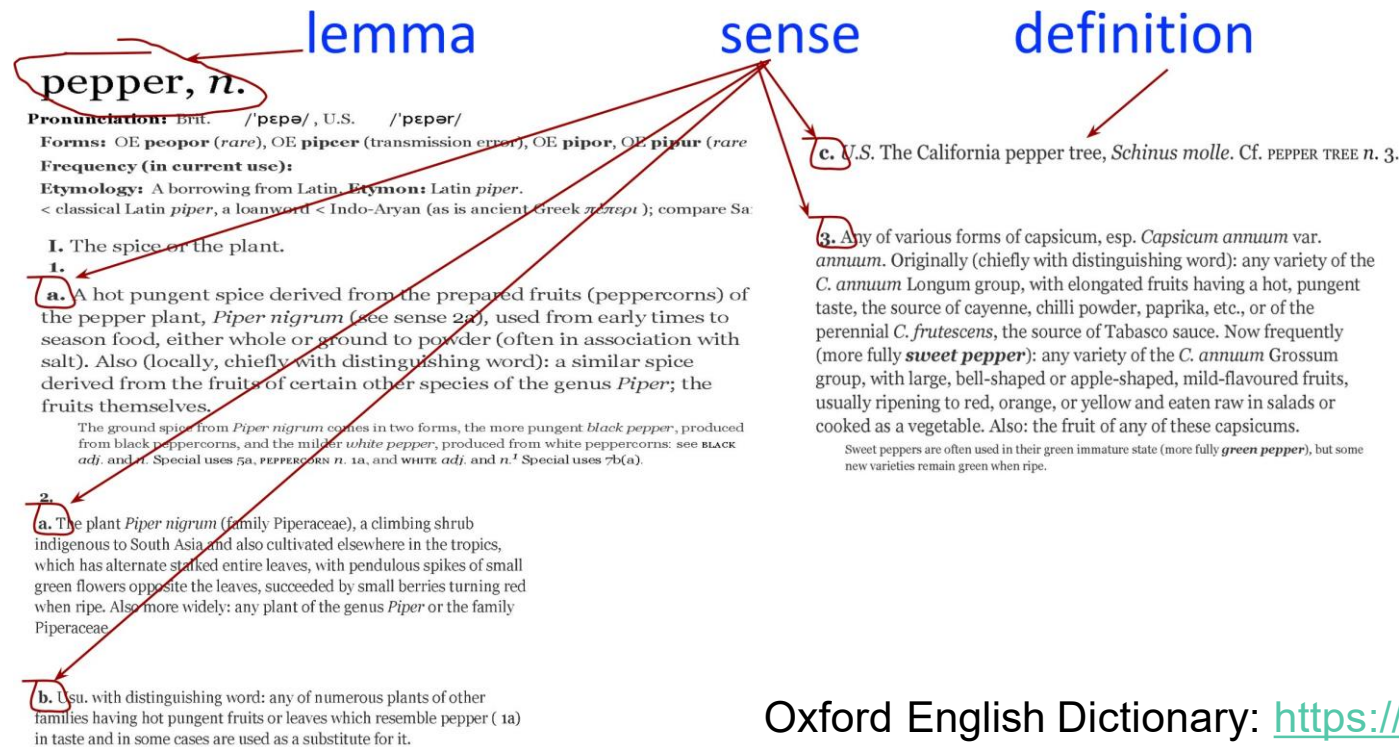 lemma
sense
definition
pepper, n.
Pronunciation: Brit. /ˈpɛpə/ , U.S. /ˈpɛpər/
Forms: OE peopor (rare), OE pipcer (transmission error), OE pipor, OE pipur (rare
Frequency (in current use):
Etymology: A borrowing from Latin. Etymon: Latin piper.
< classical Latin piper, a loanword < Indo-Aryan (as is ancient Greek πέπερι ); compare Sa
I. The spice or the plant.
1.
a. A hot pungent spice derived from the prepared fruits (peppercorns) of
the pepper plant, Piper nigrum (see sense 2a), used from early times to
season food, either whole or ground to powder (often in association with
salt). Also (locally, chiefly with distinguishing word): a similar spice
derived from the fruits of certain other species of the genus Piper; the
fruits themselves.
The ground spice from Piper nigrum comes in two forms, the more pungent black pepper, produced
from black peppercorns, and the milder white pepper, produced from white peppercorns: see BLACK
adj. and n. Special uses 5a, PEPPERCORN n. 1a, and WHITE adj. and n.¹ Special uses 7b(a).
2.
a. The plant Piper nigrum (family Piperaceae), a climbing shrub
indigenous to South Asia and also cultivated elsewhere in the tropics,
which has alternate stalked entire leaves, with pendulous spikes of small
green flowers opposite the leaves, succeeded by small berries turning red
when ripe. Also more widely: any plant of the genus Piper or the family
Piperaceae.
b. Usu. with distinguishing word: any of numerous plants of other
families having hot pungent fruits or leaves which resemble pepper ( 1a)
in taste and in some cases are used as a substitute for it.
c. U.S. The California pepper tree, Schinus molle. Cf. PEPPER TREE n. 3.
3. Any of various forms of capsicum, esp. Capsicum annuum var.
annuum. Originally (chiefly with distinguishing word): any variety of the
C. annuum Longum group, with elongated fruits having a hot, pungent
taste, the source of cayenne, chilli powder, paprika, etc., or of the
perennial C. frutescens, the source of Tabasco sauce. Now frequently
(more fully sweet pepper): any variety of the C. annuum Grossum
group, with large, bell-shaped or apple-shaped, mild-flavoured fruits,
usually ripening to red, orange, or yellow and eaten raw in salads or
cooked as a vegetable. Also: the fruit of any of these capsicums.
Sweet peppers are often used in their green immature state (more fully green pepper), but some
new varieties remain green when ripe.
Oxford English Dictionary: https://